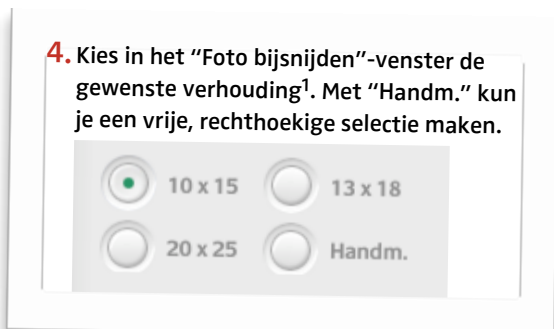 4. Kies in het “Foto bijsnijden”-venster de
gewenste verhouding¹. Met “Handm.” kun
je een vrije, rechthoekige selectie maken.
10 x 15 13 x 18
20 x 25 Handm.